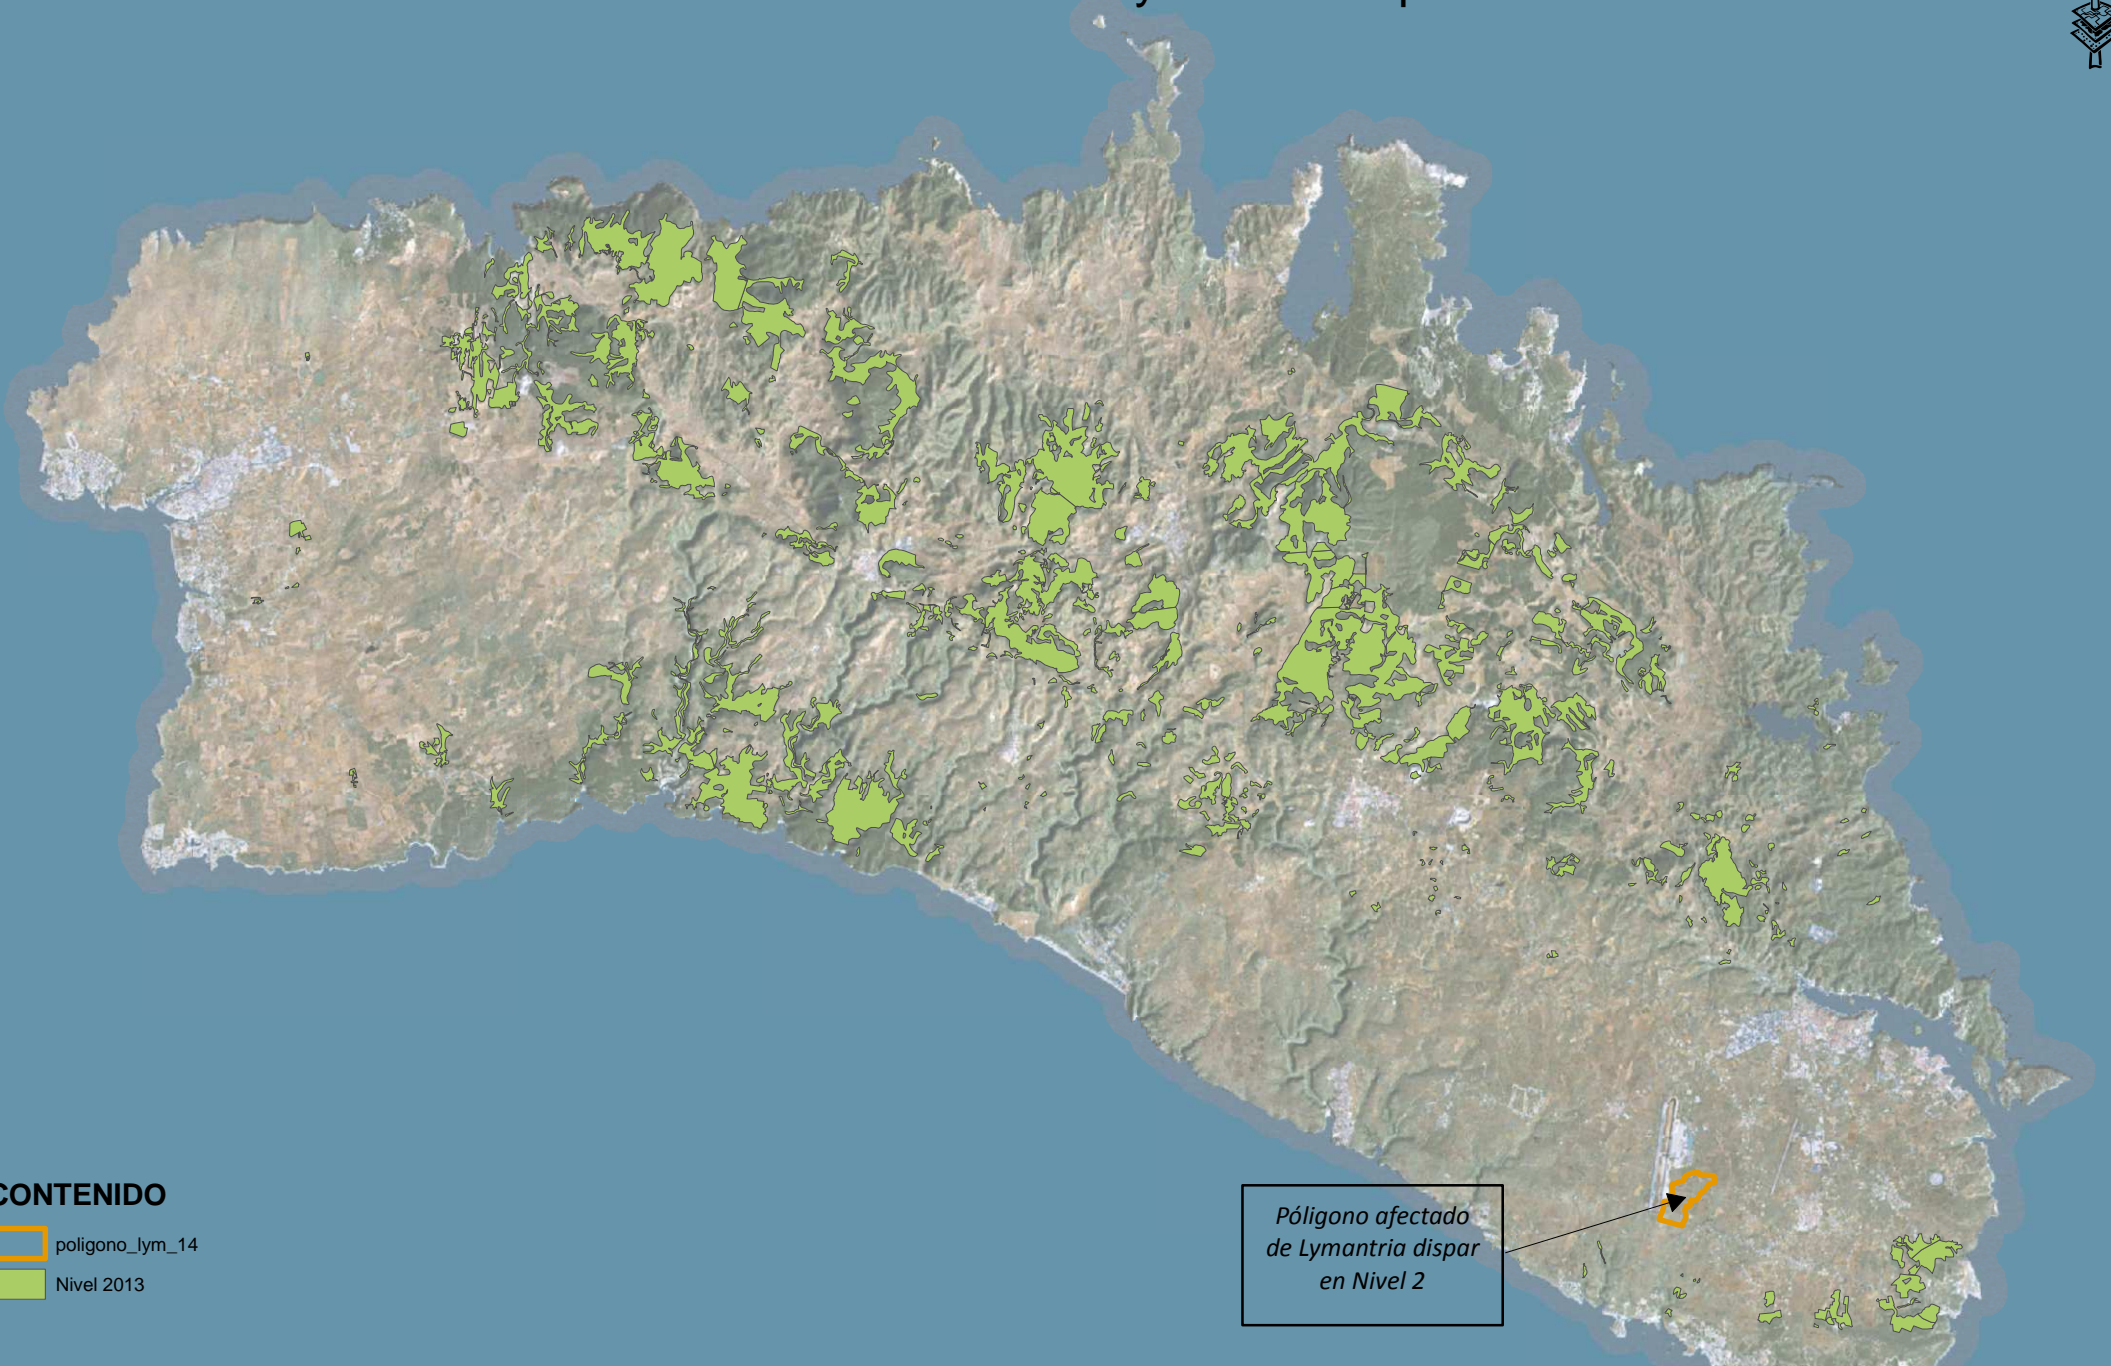 CONTENIDO
poligono_lym_14
Nivel 2013
Póligono afectado
de Lymantria dispar
en Nivel 2